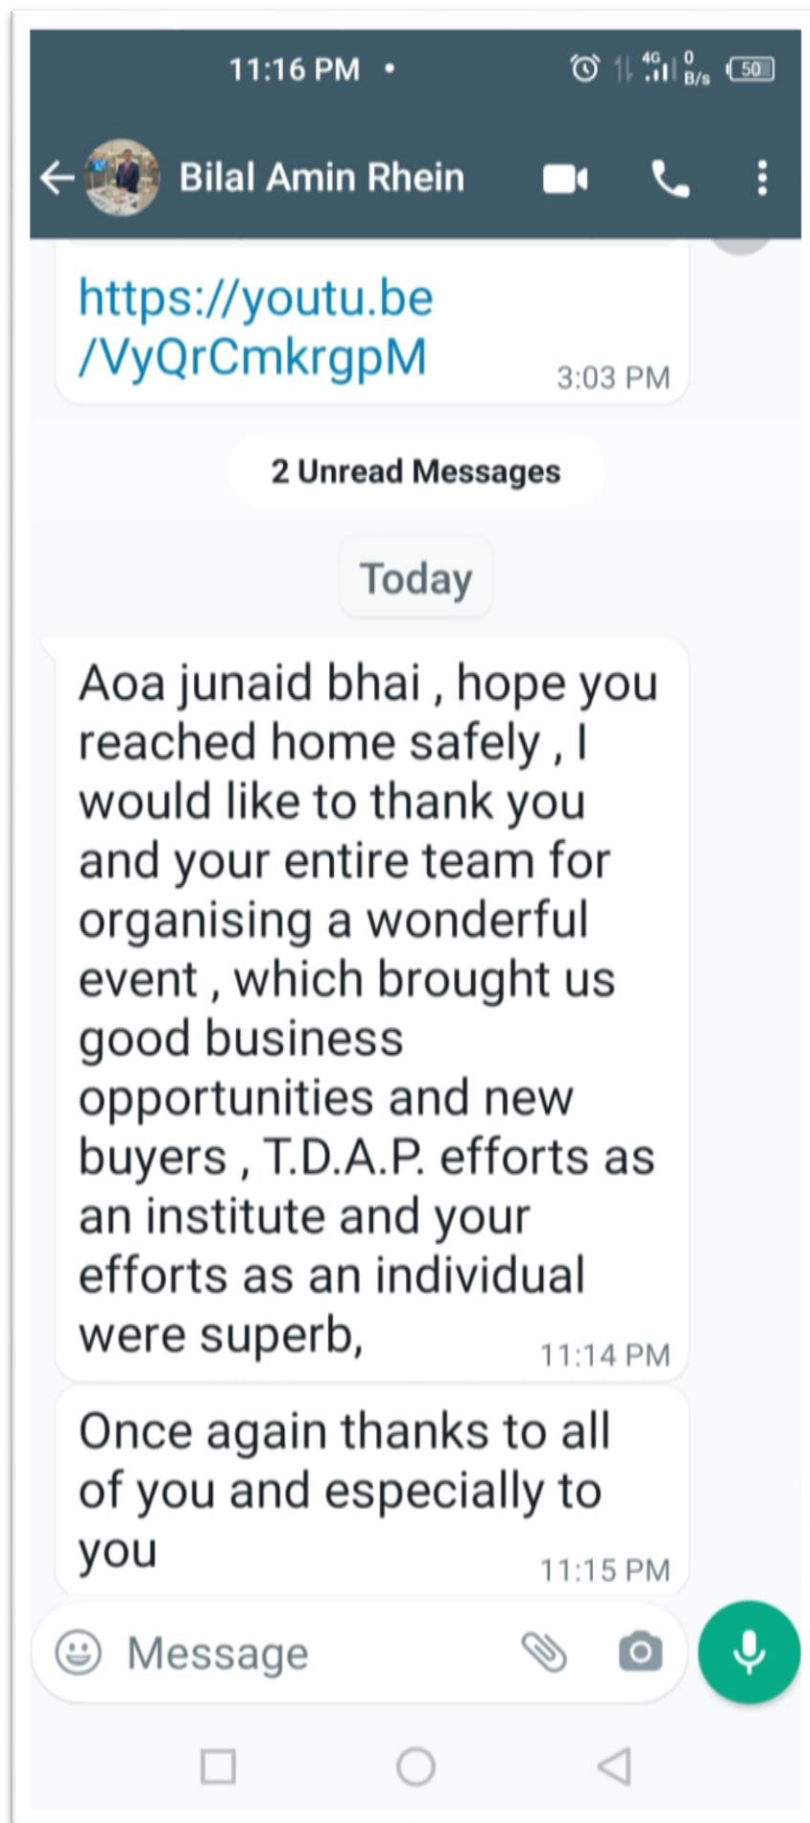 11:16 PM •
4G 0 B/s 50
Bilal Amin Rhein
https://youtu.be
/VyQrCmkrgpM
3:03 PM
2 Unread Messages
Today
Aoa junaid bhai , hope you
reached home safely , I
would like to thank you
and your entire team for
organising a wonderful
event , which brought us
good business
opportunities and new
buyers , T.D.A.P. efforts as
an institute and your
efforts as an individual
were superb,
11:14 PM
Once again thanks to all
of you and especially to
you
11:15 PM
Message